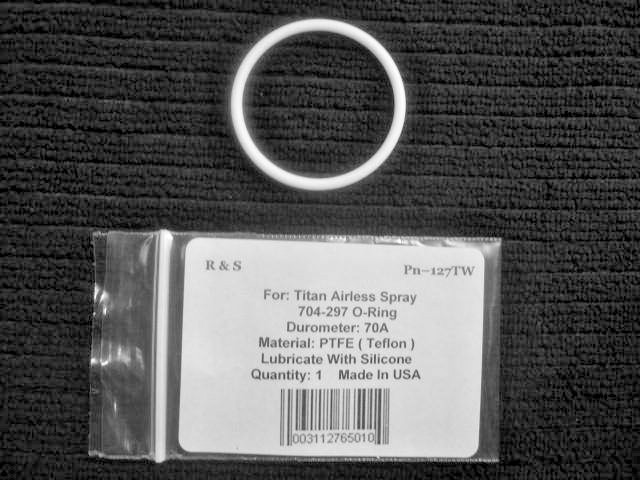 R & S Pn-127TW
For: Titan Airless Spray
704-297 O-Ring
Durometer: 70A
Material: PTFE ( Teflon )
Lubricate With Silicone
Quantity: 1 Made In USA
003112765010